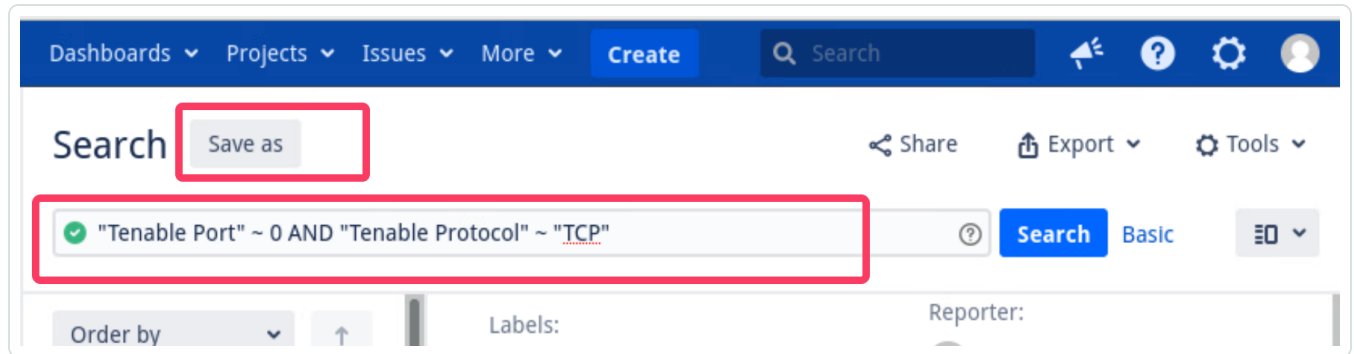 Dashboards Projects Issues More Create Search
Search Save as Share Export Tools
"Tenable Port" ~ 0 AND "Tenable Protocol" ~ "TCP" Search Basic
Order by Labels: Reporter: